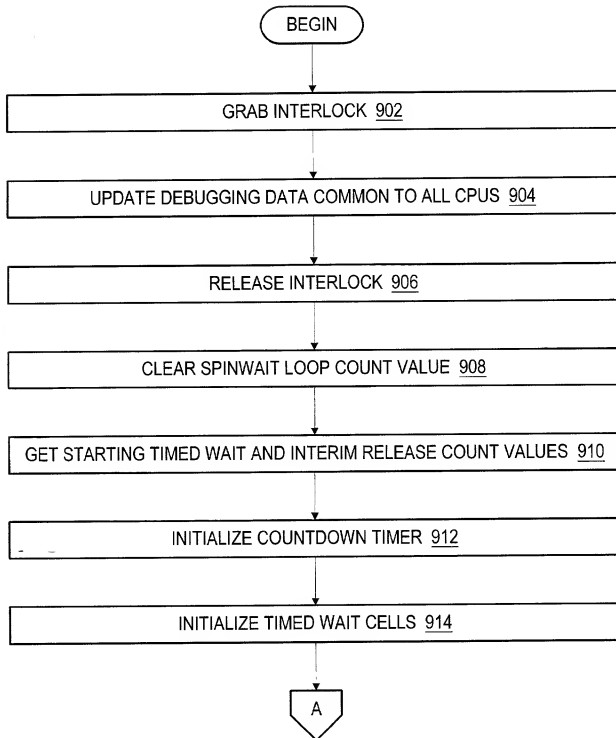 BEGIN
GRAB INTERLOCK 902
UPDATE DEBUGGING DATA COMMON TO ALL CPUS 904
RELEASE INTERLOCK 906
CLEAR SPINWAIT LOOP COUNT VALUE 908
GET STARTING TIMED WAIT AND INTERIM RELEASE COUNT VALUES 910
INITIALIZE COUNTDOWN TIMER 912
INITIALIZE TIMED WAIT CELLS 914
A